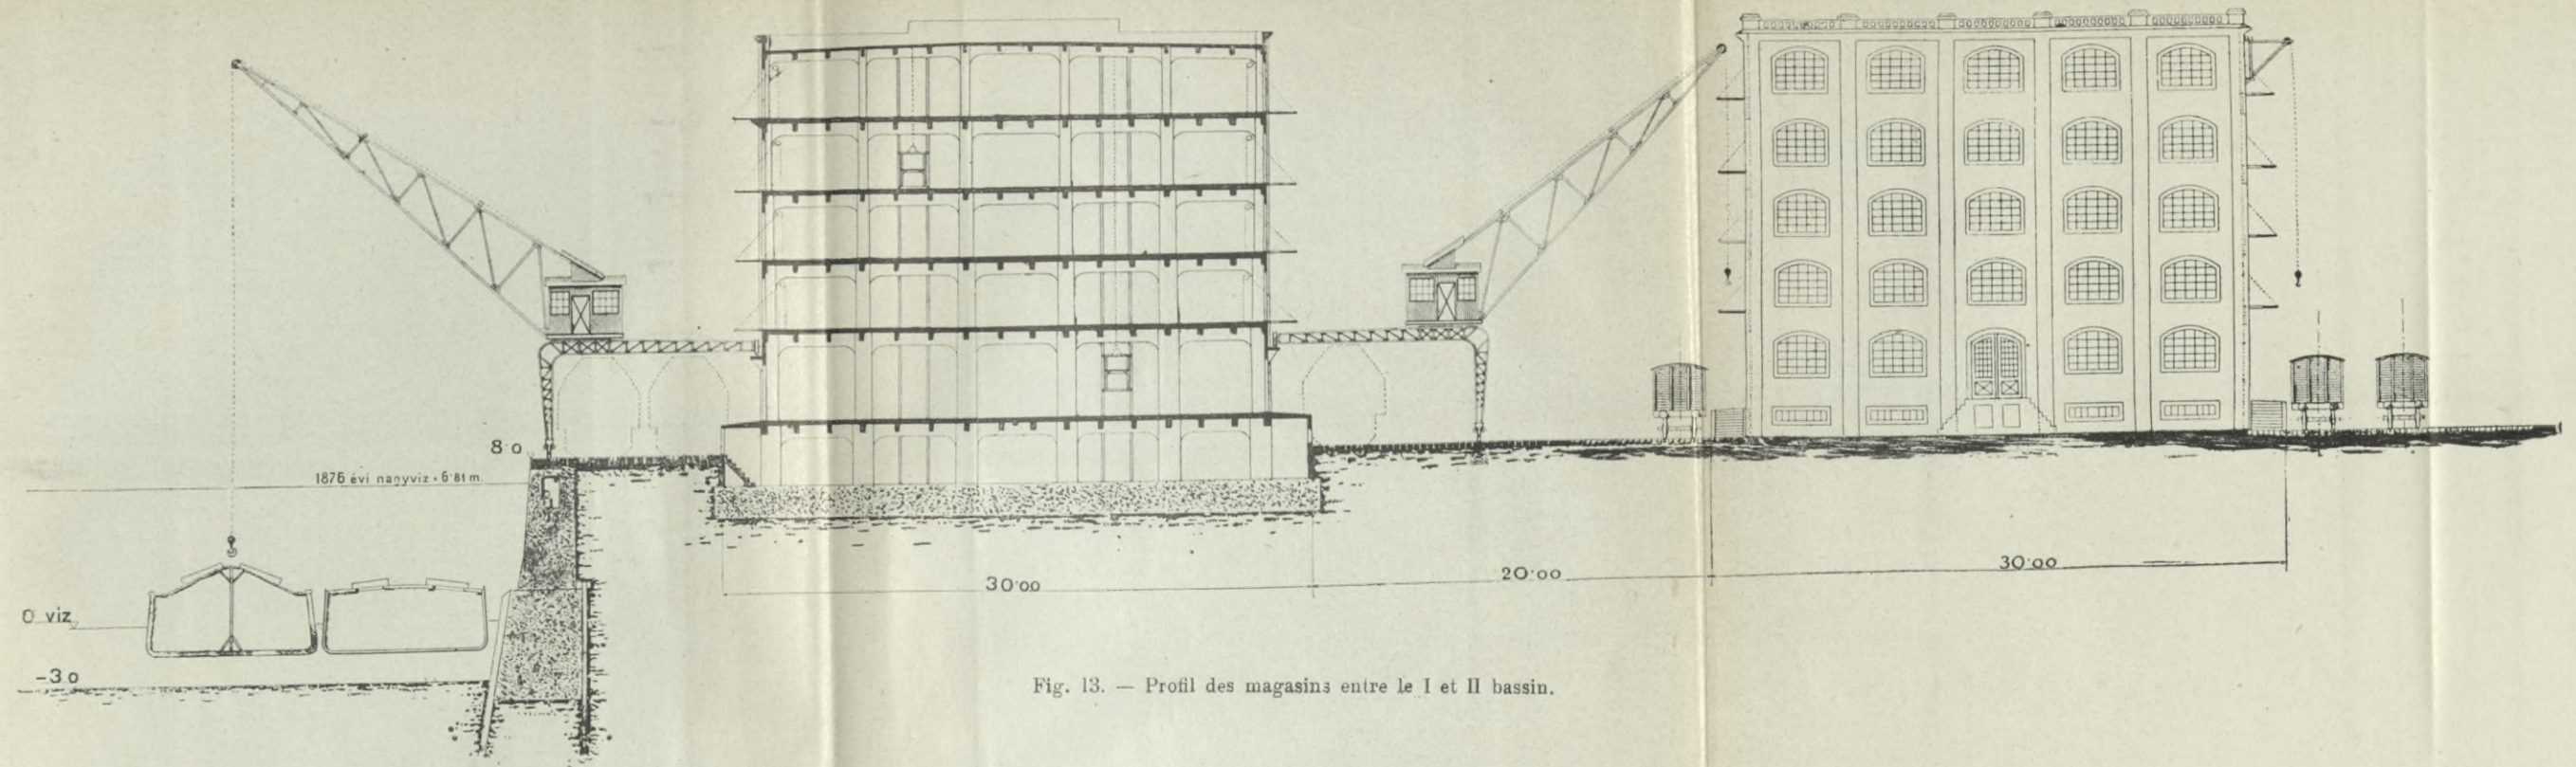 8·0
1876 évi nagyviz + 6·81 m
30·00
20·00
30·00
0 viz
-3·0
Fig. 13. — Profil des magasins entre le I et II bassin.